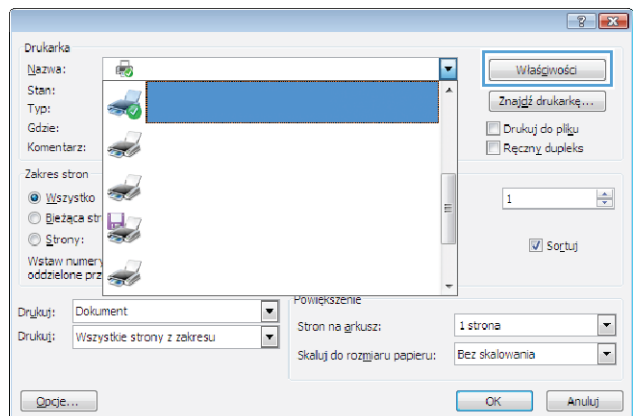 Drukarka
Nazwa:
Właściwości
Stan:
Typ:
Znajdź drukarkę...
Gdzie:
Drukuj do pliku
Komentarz:
Ręczny dupleks
Zakres stron
Wszystko
1
Bieżąca str
Strony:
Sortuj
Wstaw numery
oddzielone prz
Powiększenie
Drukuj: Dokument
Stron na arkusz: 1 strona
Drukuj: Wszystkie strony z zakresu
Skaluj do rozmiaru papieru: Bez skalowania
Opcje...
OK
Anuluj